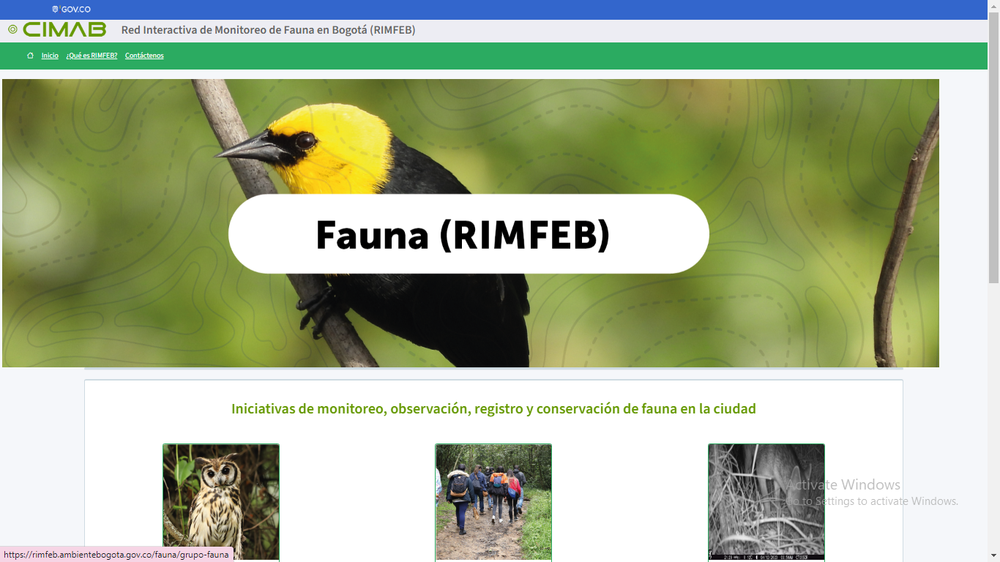 GOV.CO
CIMAB
Red Interactiva de Monitoreo de Fauna en Bogotá (RIMFEB)
Inicio
¿Qué es RIMFEB?
Contáctenos
Fauna (RIMFEB)
Iniciativas de monitoreo, observación, registro y conservación de fauna en la ciudad
Activate Windows
Go to Settings to activate Windows.
https://rimfeb.ambientebogota.gov.co/fauna/grupo-fauna